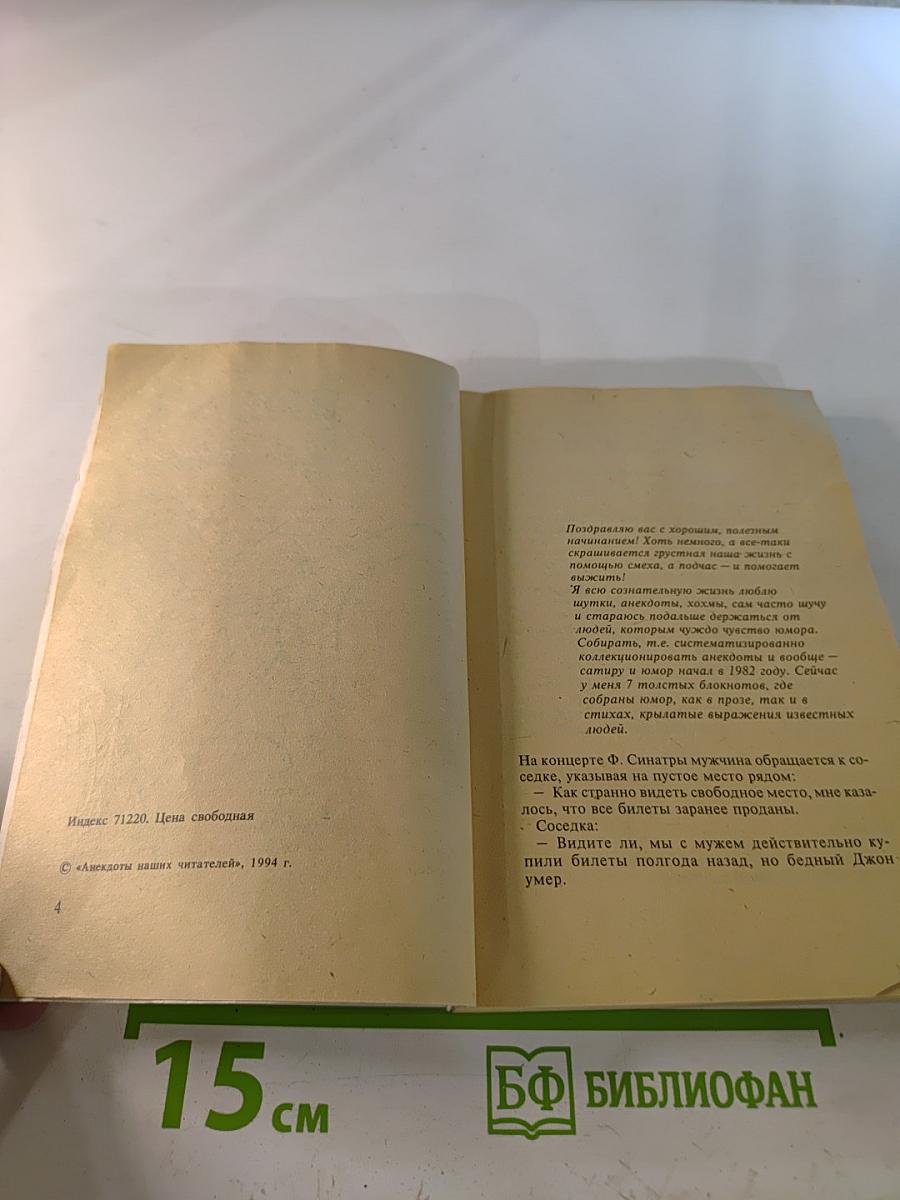 Индекс 71220. Цена свободная
© «Анекдоты наших читателей», 1994 г.
4
Поздравляю вас с хорошим, полезным
начинанием! Хоть немного, а все-таки
скрашивается грустная наша жизнь с
помощью смеха, а подчас — и помогает
выжить!
Я всю сознательную жизнь люблю
шутки, анекдоты, хохмы, сам часто шучу
и стараюсь подальше держаться от
людей, которым чуждо чувство юмора.
Собирать, т.е. систематизированно
коллекционировать анекдоты и вообще —
сатиру и юмор начал в 1982 году. Сейчас
у меня 7 толстых блокнотов, где
собраны юмор, как в прозе, так и в
стихах, крылатые выражения известных
людей.
На концерте Ф. Синатры мужчина обращается к со-
седке, указывая на пустое место рядом:
— Как странно видеть свободное место, мне каза-
лось, что все билеты заранее проданы.
Соседка:
— Видите ли, мы с мужем действительно ку-
пили билеты полгода назад, но бедный Джон
умер.
15 см
БФ БИБЛИОФАН